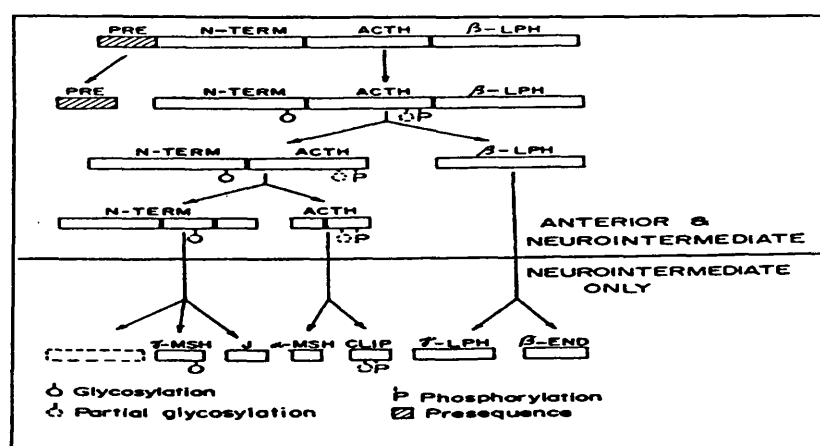 PRE N-TERM ACTH β-LPH
PRE N-TERM ACTH β-LPH
P
N-TERM ACTH β-LPH
P
N-TERM ACTH
P
ANTERIOR &
NEUROINTERMEDIATE
NEUROINTERMEDIATE
ONLY
γ-MSH J α-MSH CLIP γ-LPH β-END
P
Glycosylation P Phosphorylation
Partial glycosylation Presequence